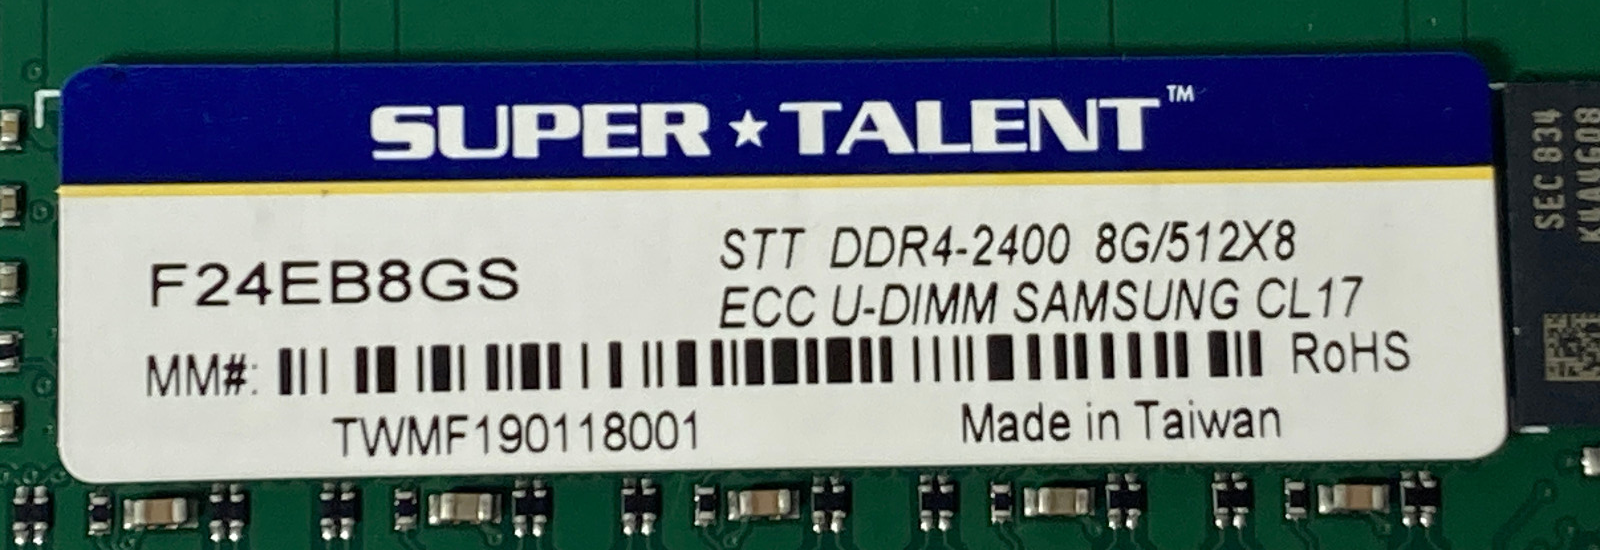 SUPER★TALENT™
F24EB8GS
STT DDR4-2400 8G/512X8
ECC U-DIMM SAMSUNG CL17
MM#:
RoHS
TWMF190118001
Made in Taiwan
SEC 834